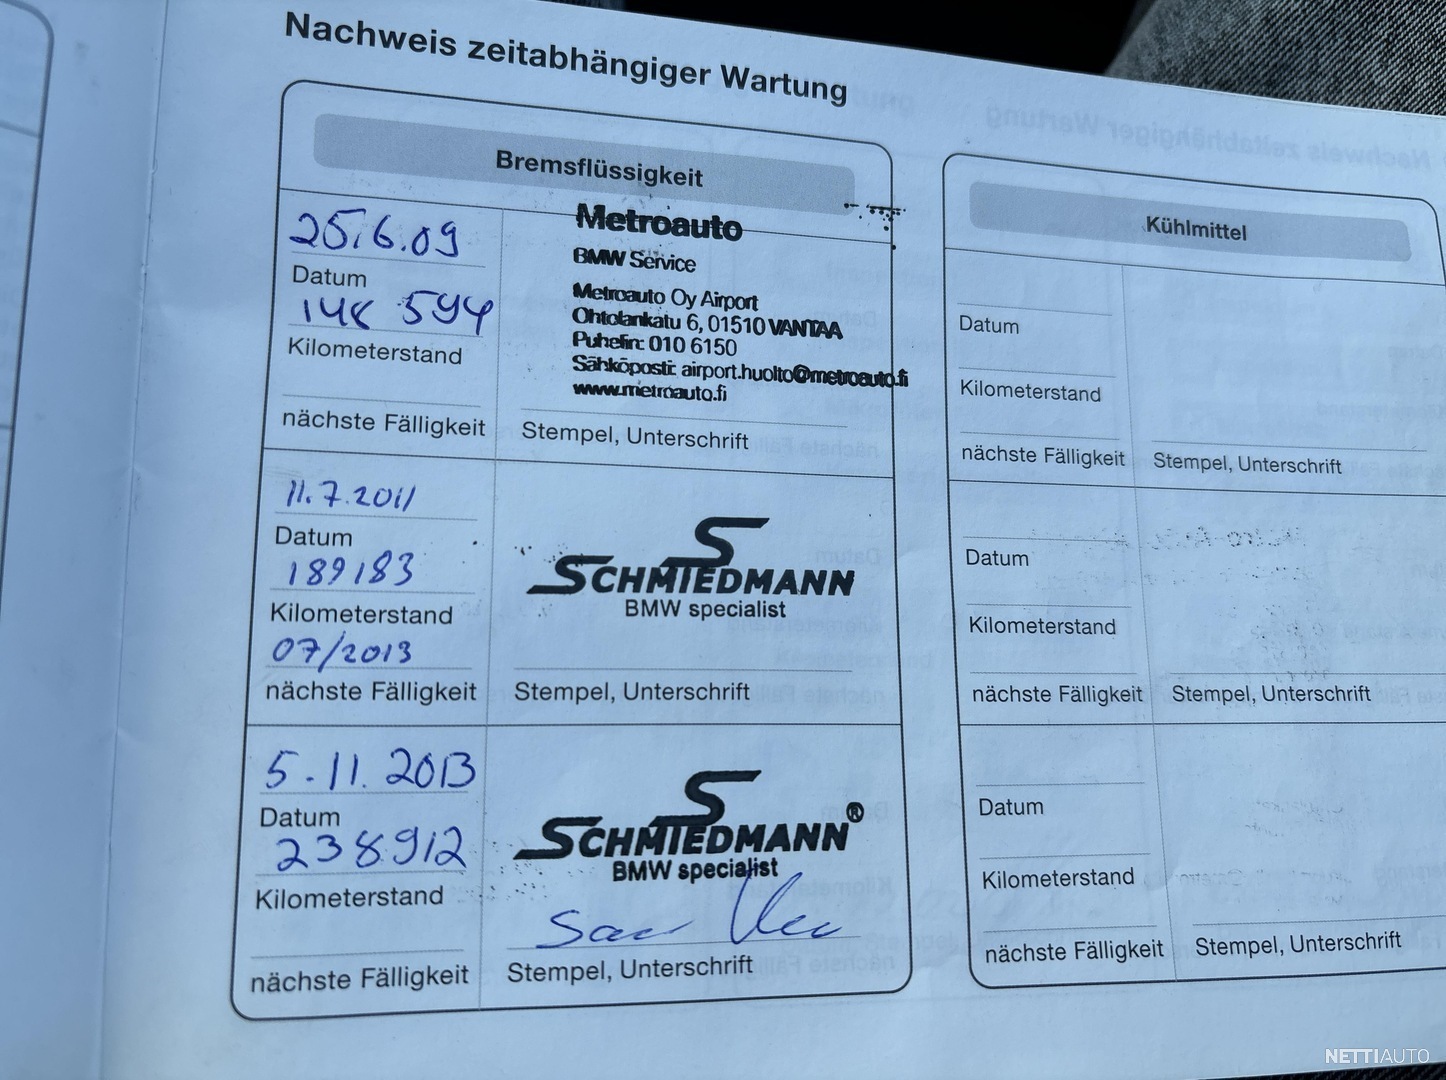 Nachweis zeitabhängiger Wartung
Bremsflüssigkeit
25.6.09
Datum
148 594
Kilometerstand
nächste Fälligkeit
Metroauto
BMW Service
Metroauto Oy Airport
Ohtolankatu 6, 01510 VANTAA
Puhelin: 010 6150
Sähköposti: airport.huolto@metroauto.fi
www.metroauto.fi
Stempel, Unterschrift
11.7.2011
Datum
189183
Kilometerstand
07/2013
nächste Fälligkeit
SCHMIEDMANN
BMW specialist
Stempel, Unterschrift
5.11.2013
Datum
238912
Kilometerstand
nächste Fälligkeit
SCHMIEDMANN®
BMW specialist
Stempel, Unterschrift
Kühlmittel
Datum
Kilometerstand
nächste Fälligkeit
Stempel, Unterschrift
Datum
Kilometerstand
nächste Fälligkeit
Stempel, Unterschrift
Datum
Kilometerstand
nächste Fälligkeit
Stempel, Unterschrift
NETTIAUTO